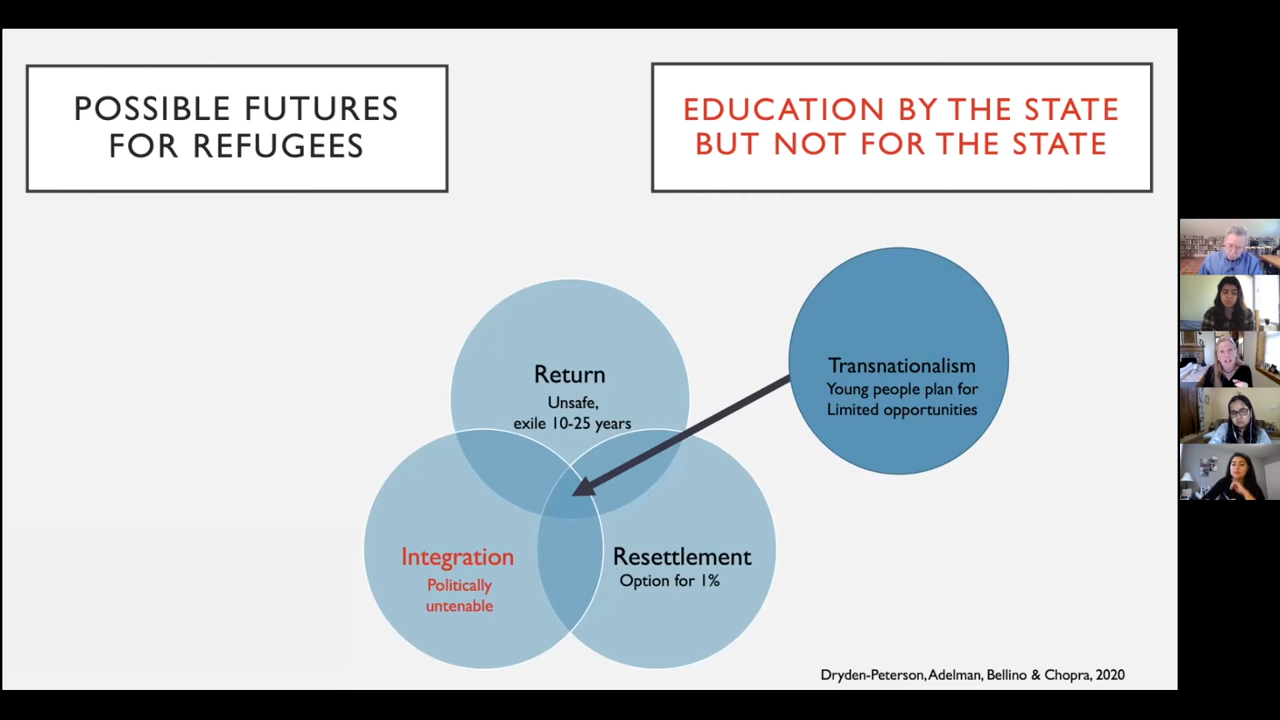 POSSIBLE FUTURES
FOR REFUGEES
EDUCATION BY THE STATE
BUT NOT FOR THE STATE
Return
Unsafe,
exile 10-25 years
Transnationalism
Young people plan for
Limited opportunities
Integration
Politically
untenable
Resettlement
Option for 1%
Dryden-Peterson, Adelman, Bellino & Chopra, 2020